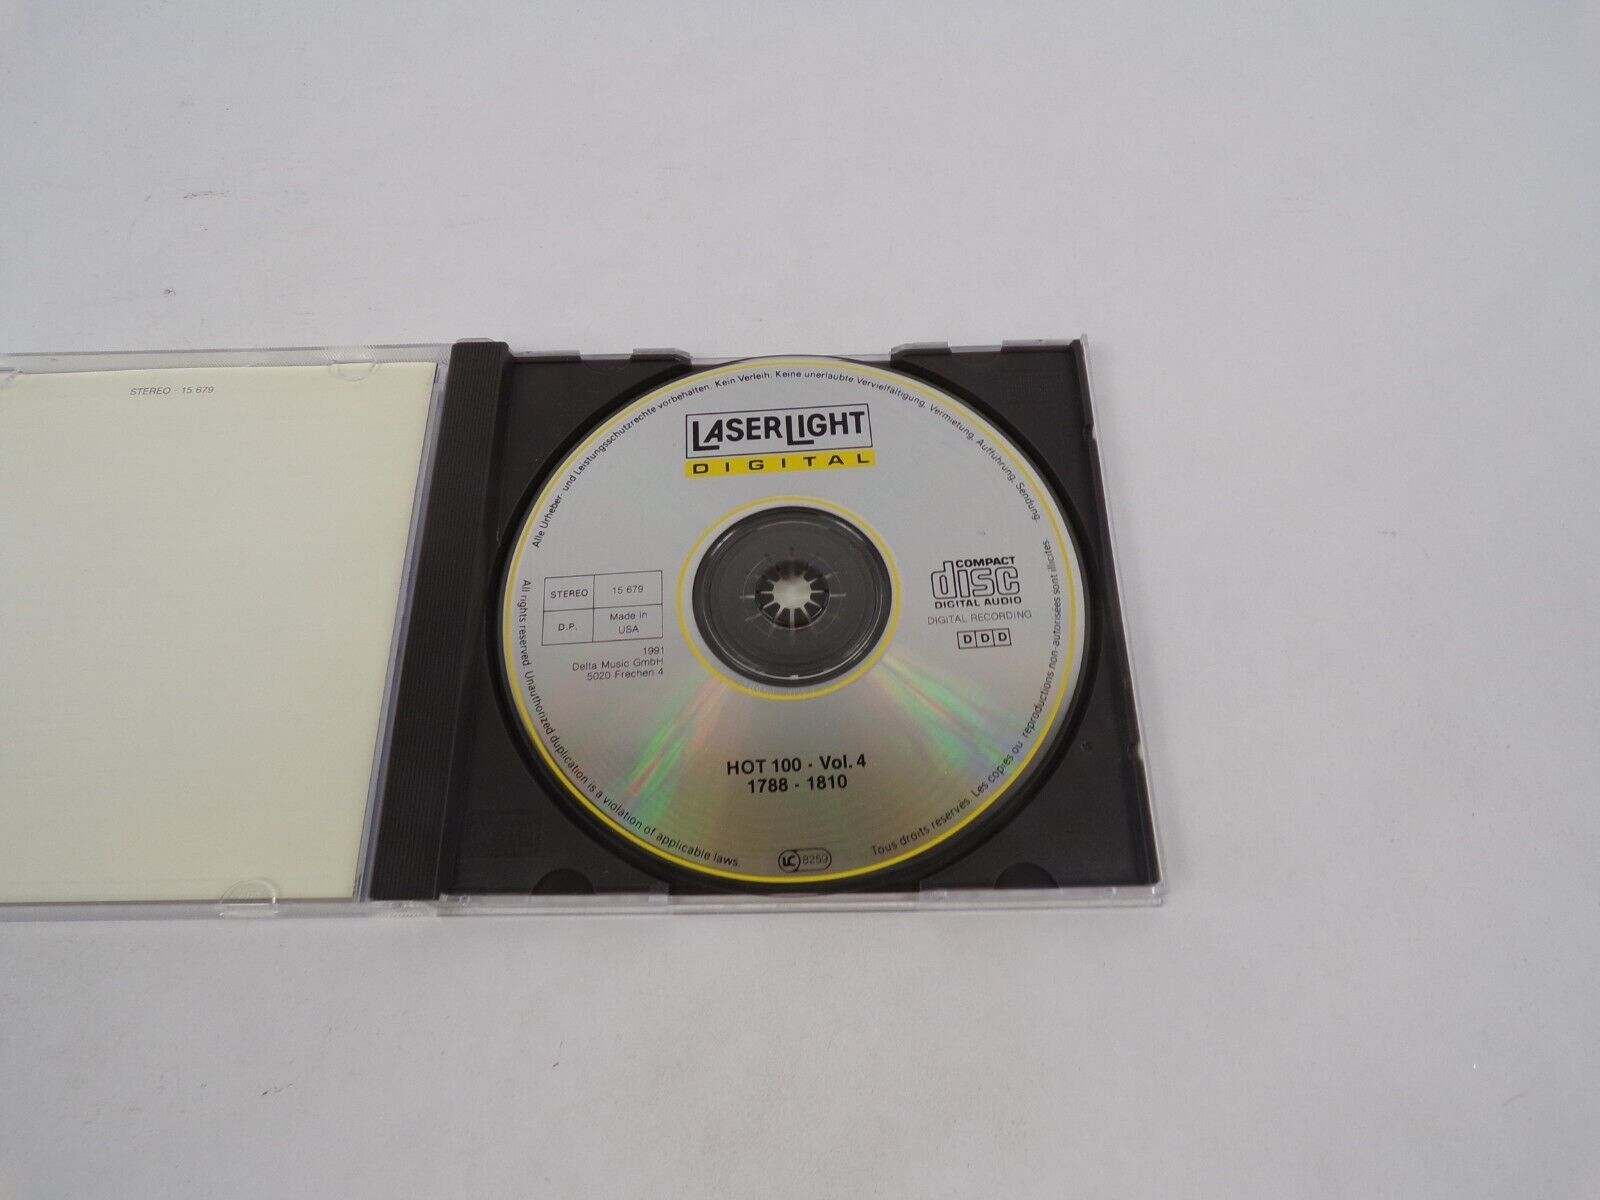 STEREO - 15 679
Alle Urheber- und Leistungsschutzrechte vorbehalten. Kein Verleih. Keine unerlaubte Vervielfältigung, Vermietung, Aufführung, Sendung.
LASERLIGHT
DIGITAL
STEREO 15 679
D.P. Made in USA
1991
Delta Music GmbH
5020 Frechen 4
COMPACT
disc
DIGITAL AUDIO
DIGITAL RECORDING
DDD
HOT 100 - Vol. 4
1788 - 1810
LC 8259
All rights reserved. Unauthorized duplication is a violation of applicable laws.
Tous droits reservés. Les copies ou reproductions non-autorisées sont illicites.